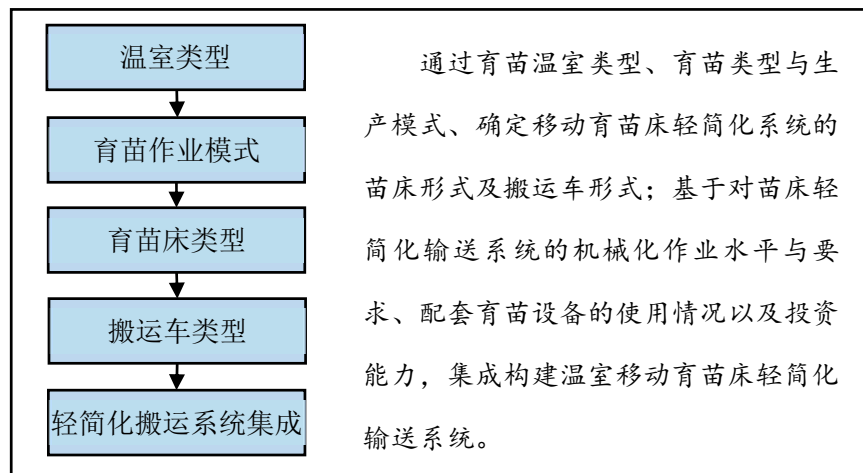 温室类型
育苗作业模式
育苗床类型
搬运车类型
轻简化搬运系统集成
通过育苗温室类型、育苗类型与生
产模式、确定移动育苗床轻简化系统的
苗床形式及搬运车形式；基于对苗床轻
简化输送系统的机械化作业水平与要
求、配套育苗设备的使用情况以及投资
能力，集成构建温室移动育苗床轻简化
输送系统。